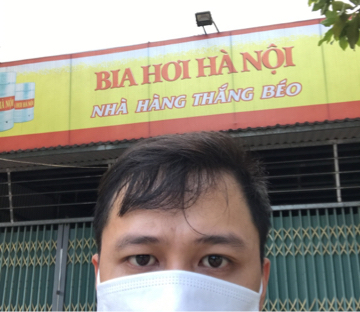 BIA HƠI HÀ NỘI
NHÀ HÀNG THẮNG BÉO